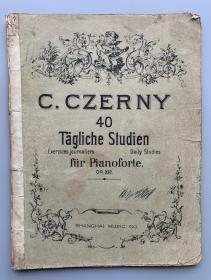 C. CZERNY
40
Tägliche Studien
Exercices journaliers Daily Studies
für Pianoforte.
OP. 337.
SHANGHAI MUSIC CO.